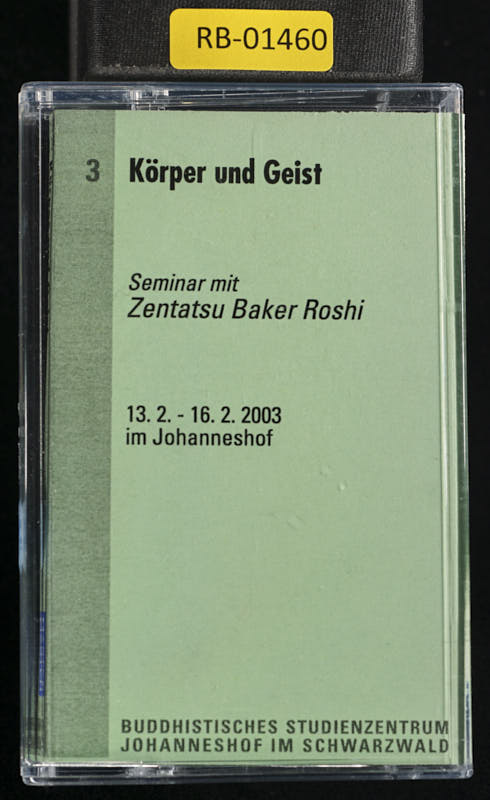 RB-01460
3 Körper und Geist
Seminar mit
Zentatsu Baker Roshi
13. 2. - 16. 2. 2003
im Johanneshof
BUDDHISTISCHES STUDIENZENTRUM
JOHANNESHOF IM SCHWARZWALD